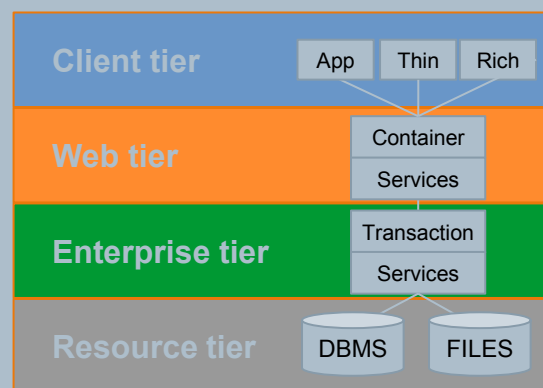 Client tier
App Thin Rich
Web tier
Container
Services
Enterprise tier
Transaction
Services
Resource tier
DBMS FILES